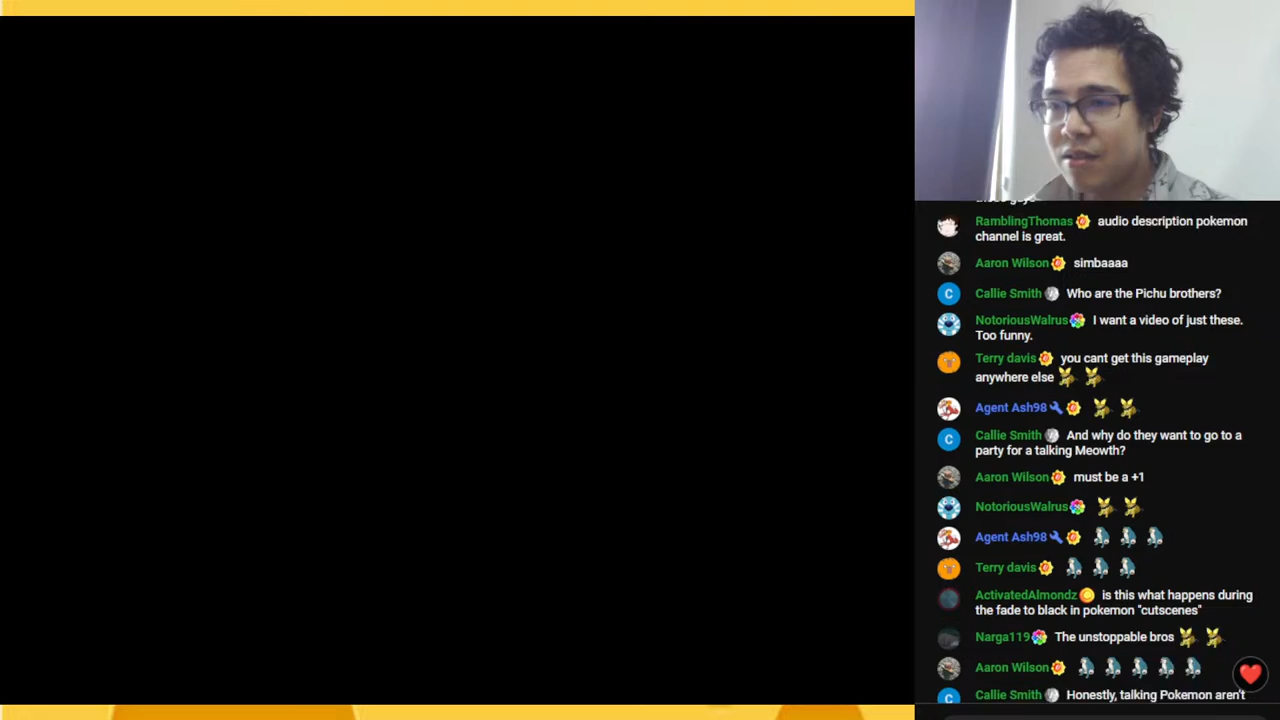 RamblingThomas audio description pokemon
channel is great.
Aaron Wilson simbaaaa
C Callie Smith Who are the Pichu brothers?
NotoriousWalrus I want a video of just these.
Too funny.
Terry davis you cant get this gameplay
anywhere else
Agent Ash98
C Callie Smith And why do they want to go to a
party for a talking Meowth?
Aaron Wilson must be a +1
NotoriousWalrus
Agent Ash98
Terry davis
ActivatedAlmondz is this what happens during
the fade to black in pokemon "cutscenes"
Narga119 The unstoppable bros
Aaron Wilson
C Callie Smith Honestly, talking Pokemon aren't